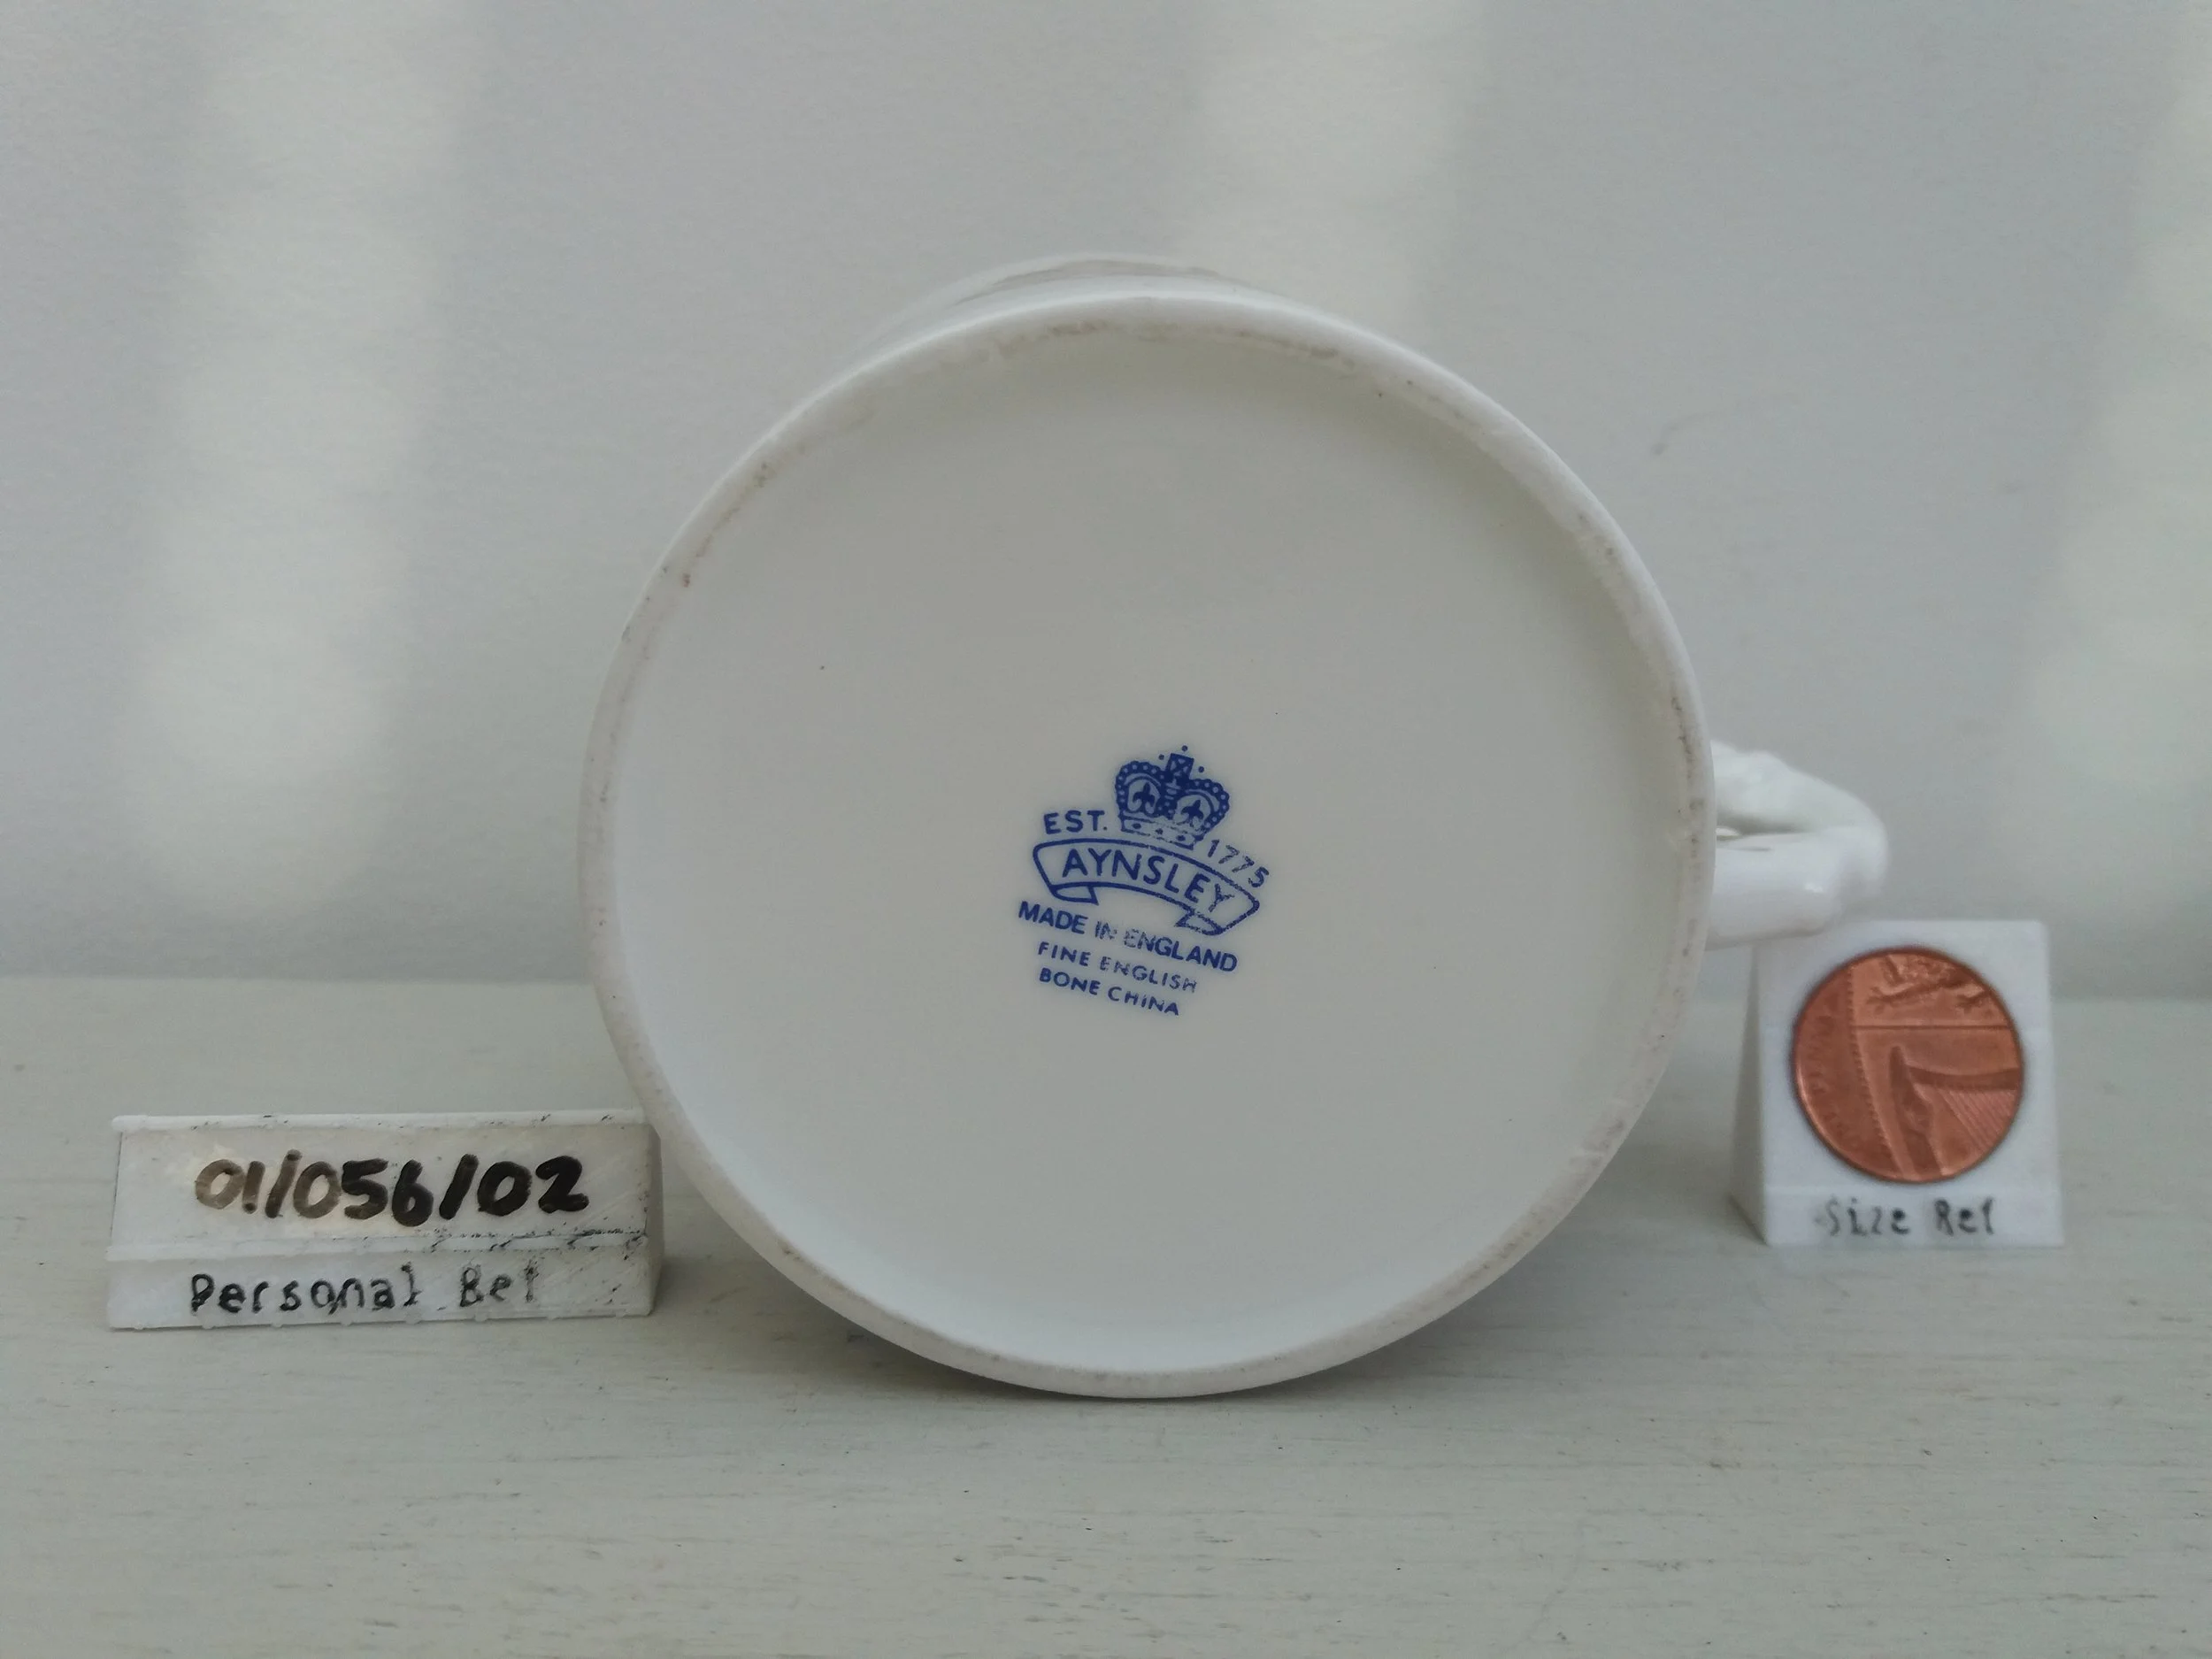 EST. 1775
AYNSLEY
MADE IN ENGLAND
FINE ENGLISH
BONE CHINA
01/056/02
Personal Ref
Size Ref